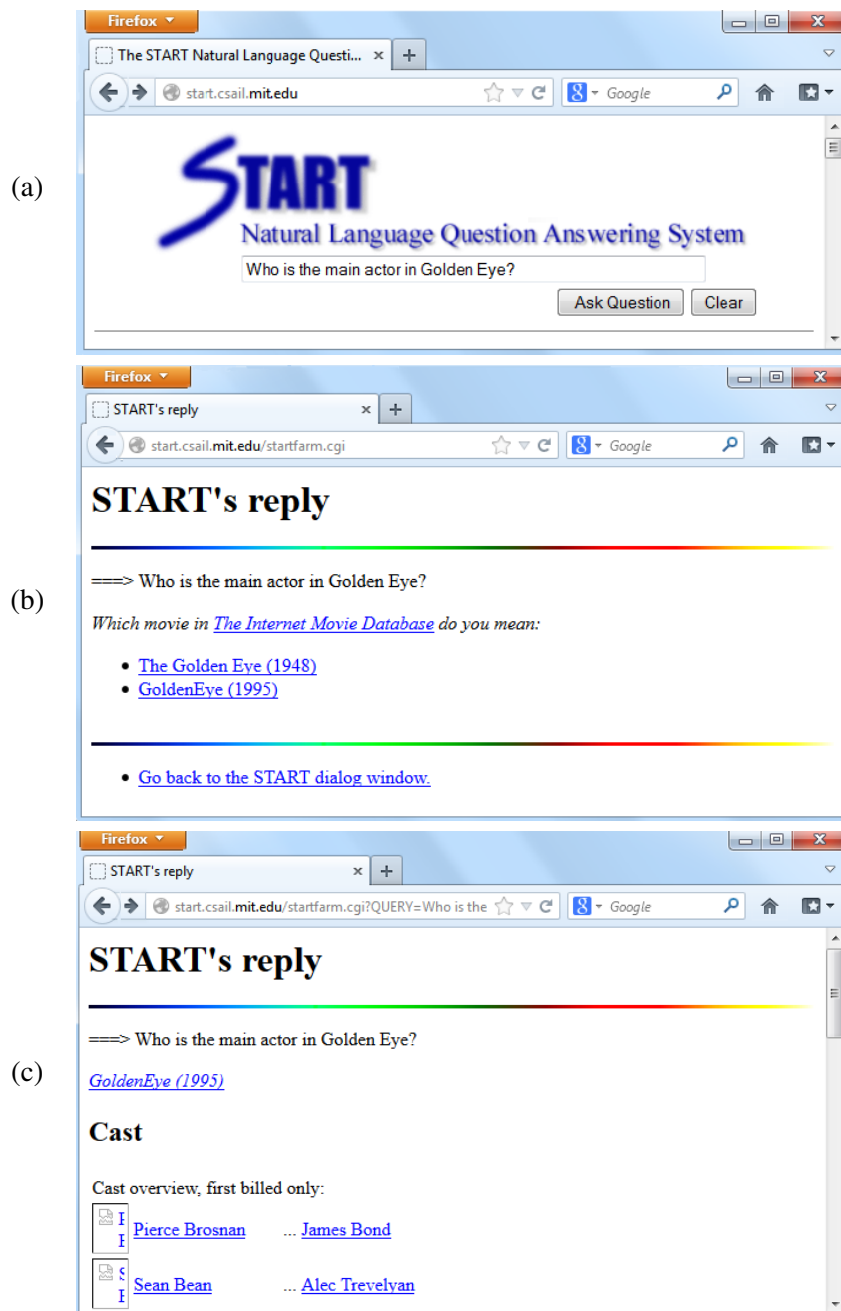 Firefox
The START Natural Language Questi... × +
start.csail.mit.edu
8 Google
START
Natural Language Question Answering System
(a)
Who is the main actor in Golden Eye?
Ask Question Clear
Firefox
START's reply × +
start.csail.mit.edu/startfarm.cgi
8 Google
START's reply
===> Who is the main actor in Golden Eye?
(b)
Which movie in The Internet Movie Database do you mean:
• The Golden Eye (1948)
• GoldenEye (1995)
• Go back to the START dialog window.
Firefox
START's reply × +
start.csail.mit.edu/startfarm.cgi?QUERY=Who is the
8 Google
START's reply
===> Who is the main actor in Golden Eye?
(c)
GoldenEye (1995)
Cast
Cast overview, first billed only:
Pierce Brosnan ... James Bond
Sean Bean ... Alec Trevelyan